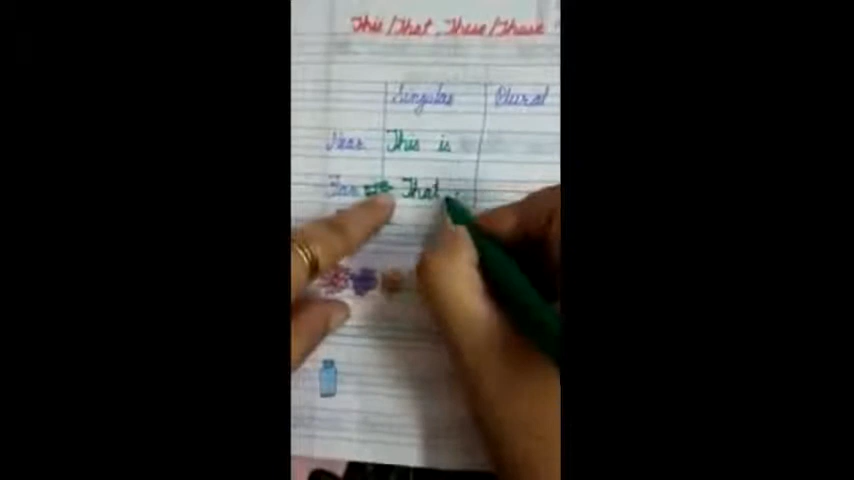 This/That, These/Those
Singular Plural
Near This is
Far That